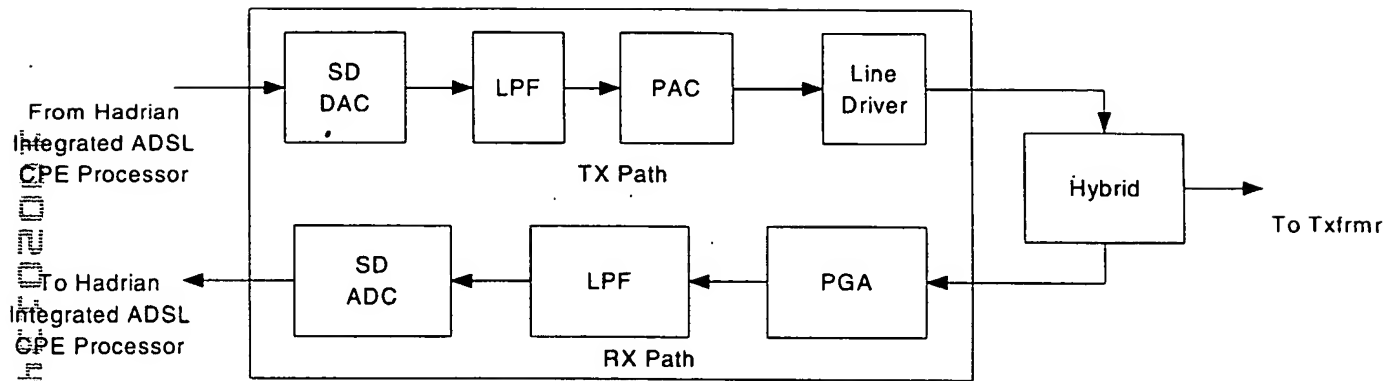 SD
DAC
LPF
PAC
Line
Driver
From Hadrian
Integrated ADSL
CPE Processor
TX Path
Hybrid
To Txfrmr
SD
ADC
LPF
PGA
To Hadrian
Integrated ADSL
CPE Processor
RX Path